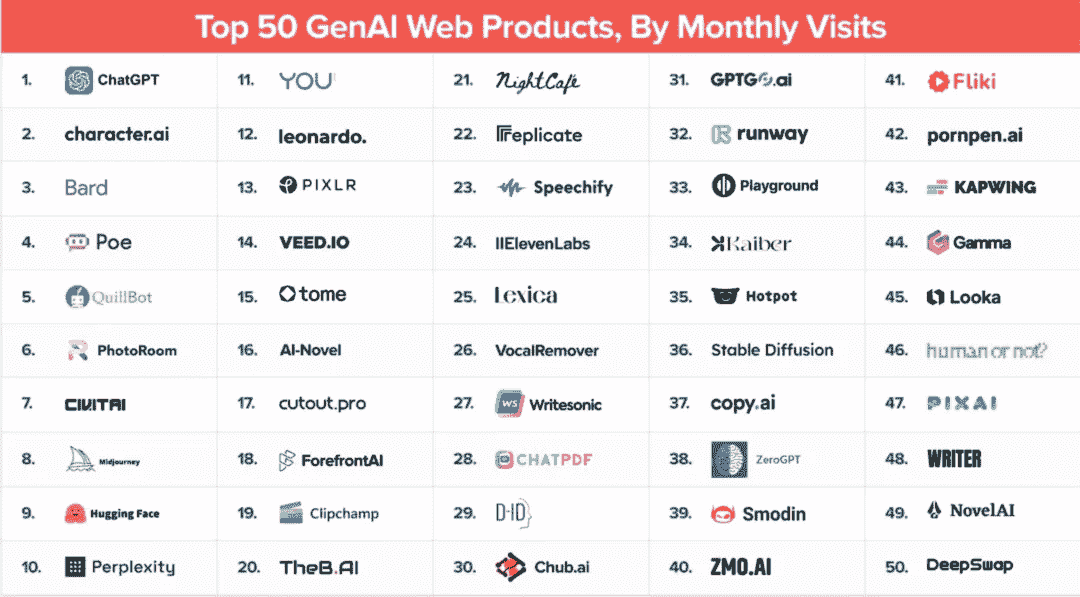 Top 50 GenAI Web Products, By Monthly Visits
1. ChatGPT
2. character.ai
3. Bard
4. Poe
5. QuillBot
6. PhotoRoom
7. CIVITAI
8. Midjourney
9. Hugging Face
10. Perplexity
11. YOU
12. leonardo.
13. PIXLR
14. VEED.IO
15. tome
16. AI-Novel
17. cutout.pro
18. ForefrontAI
19. Clipchamp
20. TheB.AI
21. NightCafe
22. Replicate
23. Speechify
24. IIElevenLabs
25. Lexica
26. VocalRemover
27. WS Writesonic
28. CHATPDF
29. D-ID
30. Chub.ai
31. GPTGO.ai
32. runway
33. Playground
34. Kaiber
35. Hotpot
36. Stable Diffusion
37. copy.ai
38. ZeroGPT
39. Smodin
40. ZMO.AI
41. Fliki
42. pornpen.ai
43. KAPWING
44. Gamma
45. Looka
46. human or not?
47. PIXAI
48. WRITER
49. NovelAI
50. DeepSwap